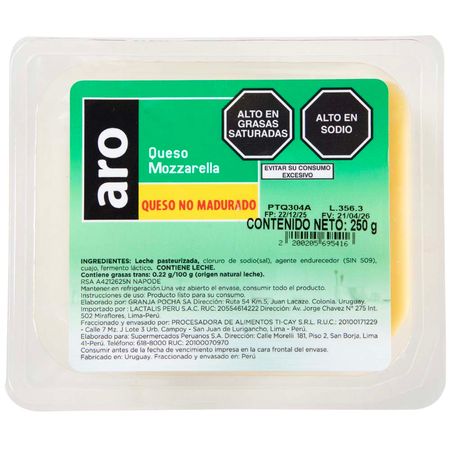 aro
Queso
Mozzarella
QUESO NO MADURADO
ALTO EN
GRASAS
SATURADAS
ALTO EN
SODIO
EVITAR SU CONSUMO
EXCESIVO
PTQ304A L.356.3
FP: 22/12/25 FV: 21/04/26
CONTENIDO NETO: 250 g
2 200205 695416
INGREDIENTES: Leche pasteurizada, cloruro de sodio(sal), agente endurecedor (SIN 509),
cuajo, fermento láctico. CONTIENE LECHE.
Contiene grasas trans: 0.22 g/100 g (origen natural leche).
RSA A4212625N NAPODE
Mantener en refrigeración.Una vez abierto el envase, consumir todo el producto
Instrucciones de uso: Producto listo para su consumo.
Elaborado por: GRANJA POCHA SA Dirección: Ruta 54 Km.5, Juan Lacaze. Colonia. Uruguay.
Importado por: LACTALIS PERU S.A.C. RUC: 20554614222 Dirección: Av. Jorge Chavez N° 275 Int.
502 Miraflores, Lima-Perú.
Fraccionado y envasado por: PROCESADORA DE ALIMENTOS TI-CAY S.R.L. R.U.C.: 20100171229
- Calle 7 Mz. J Lote 3 Urb. Campoy - San Juan de Lurigancho, Lima - Perú.
Elaborado para: Supermercados Peruanos S.A. Dirección: Calle Morelli 181, Piso 2, San Borja, Lima
41-Perú. Teléfono: 618-8000 RUC: 20100070970.
Consumir antes de la fecha de vencimiento impresa en la cara frontal del envase.
Fabricado en: Uruguay. Fraccionado y envasado en: Perú